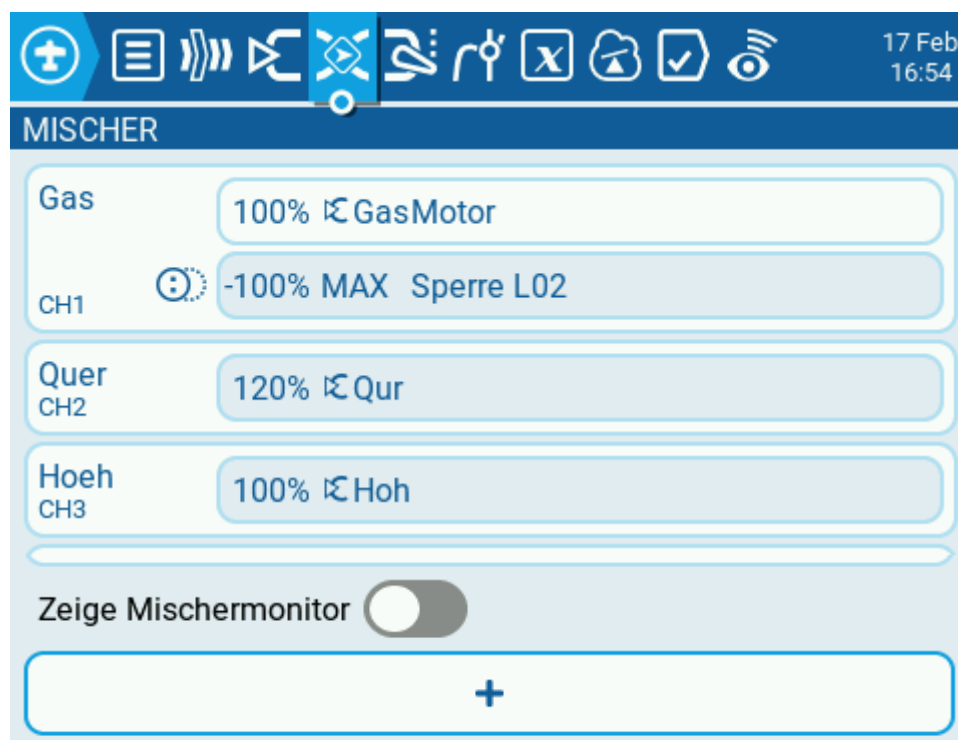 17 Feb
16:54
MISCHER
Gas
100% GasMotor
CH1
-100% MAX Sperre L02
Quer
CH2
120% Qur
Hoeh
CH3
100% Hoh
Zeige Mischermonitor
+